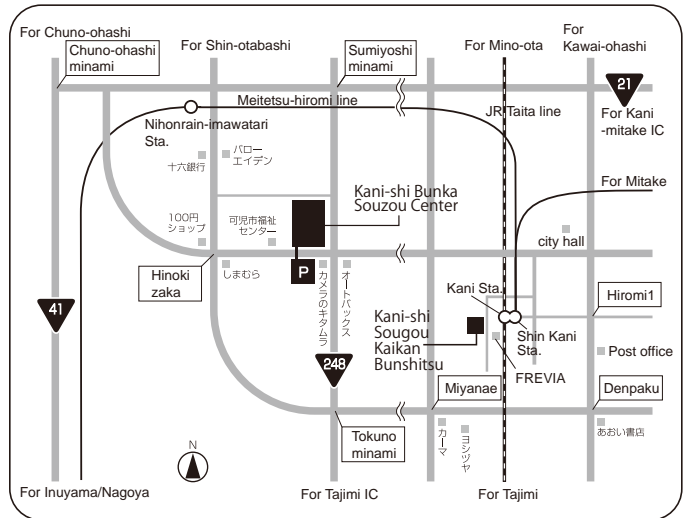 For Chuno-ohashi
Chuno-ohashi
minami
For Shin-otabashi
Sumiyoshi
minami
For Mino-ota
For
Kawai-ohashi
21
Meitetsu-hiromi line
JR Taita line
For Kani
-mitake IC
Nihonrain-imawatari
Sta.
バロー
エイデン
十六銀行
For Mitake
Kani-shi Bunka
Souzou Center
100円
ショップ
可児市福祉
センター
city hall
P
Hinoki
zaka
しまむら
カメラのキタムラ
オートバックス
Kani Sta.
Hiromi1
41
Kani-shi
Sougou
Kaikan
Bunshitsu
Shin Kani
Sta.
Post office
248
FREVIA
Miyanae
Denpaku
Tokuno
minami
カーマ
ヨシヅヤ
あおい書店
N
For Inuyama/Nagoya
For Tajimi IC
For Tajimi